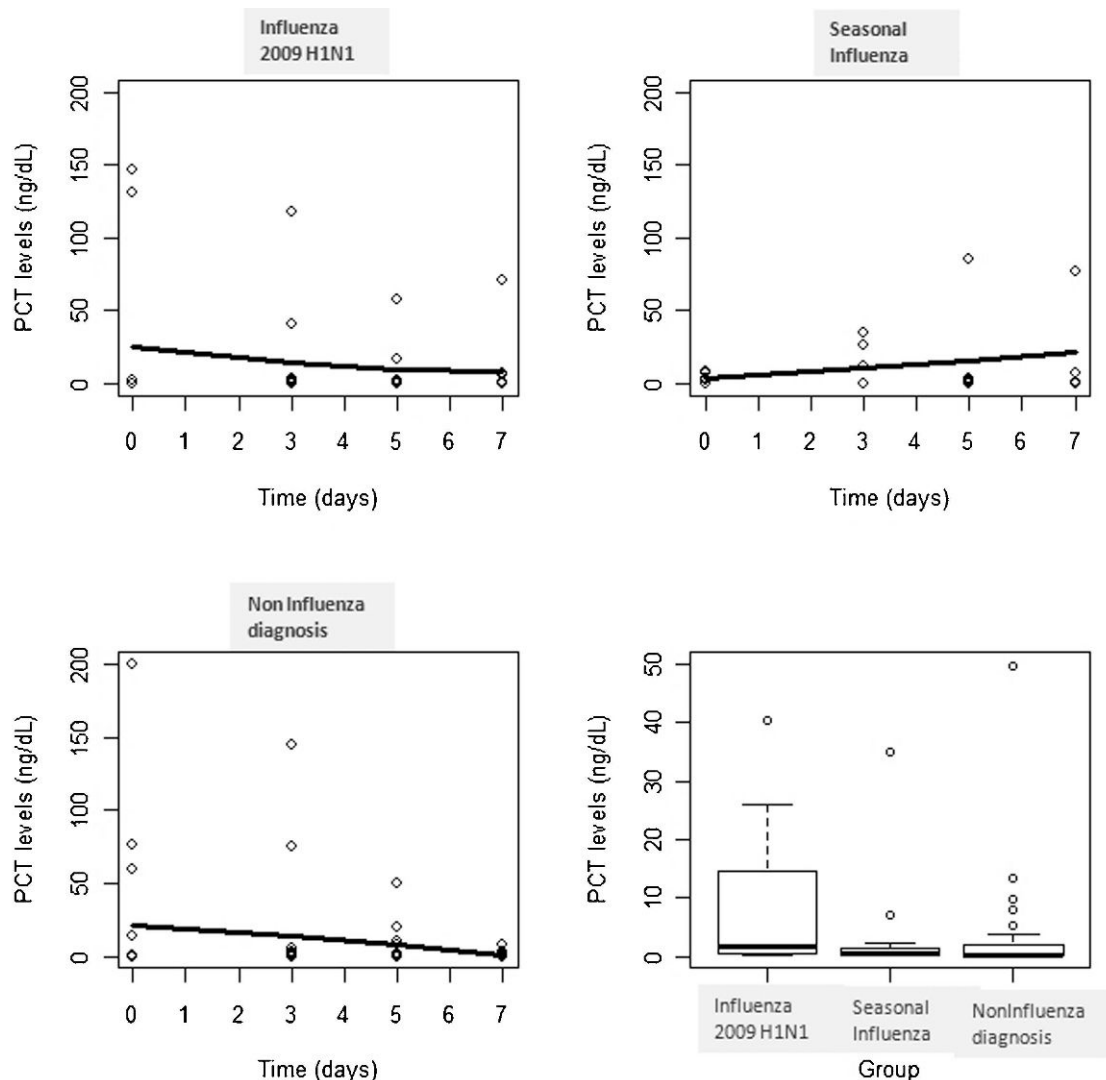 Influenza
2009 H1N1
PCT levels (ng/dL)
200
150
100
50
0
0 1 2 3 4 5 6 7
Time (days)
Seasonal
Influenza
PCT levels (ng/dL)
200
150
100
50
0
0 1 2 3 4 5 6 7
Time (days)
Non Influenza
diagnosis
PCT levels (ng/dL)
200
150
100
50
0
0 1 2 3 4 5 6 7
Time (days)
PCT levels (ng/dL)
50
40
30
20
10
0
Influenza
2009 H1N1
Seasonal
Influenza
NonInfluenza
diagnosis
Group